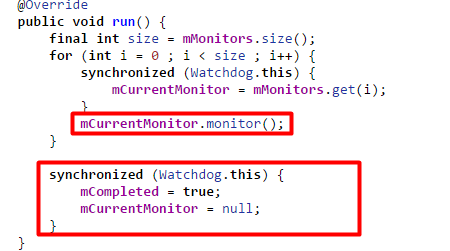 @Override
public void run() {
final int size = mMonitors.size();
for (int i = 0 ; i < size ; i++) {
synchronized (Watchdog.this) {
mCurrentMonitor = mMonitors.get(i);
}
mCurrentMonitor.monitor();
}
synchronized (Watchdog.this) {
mCompleted = true;
mCurrentMonitor = null;
}
}